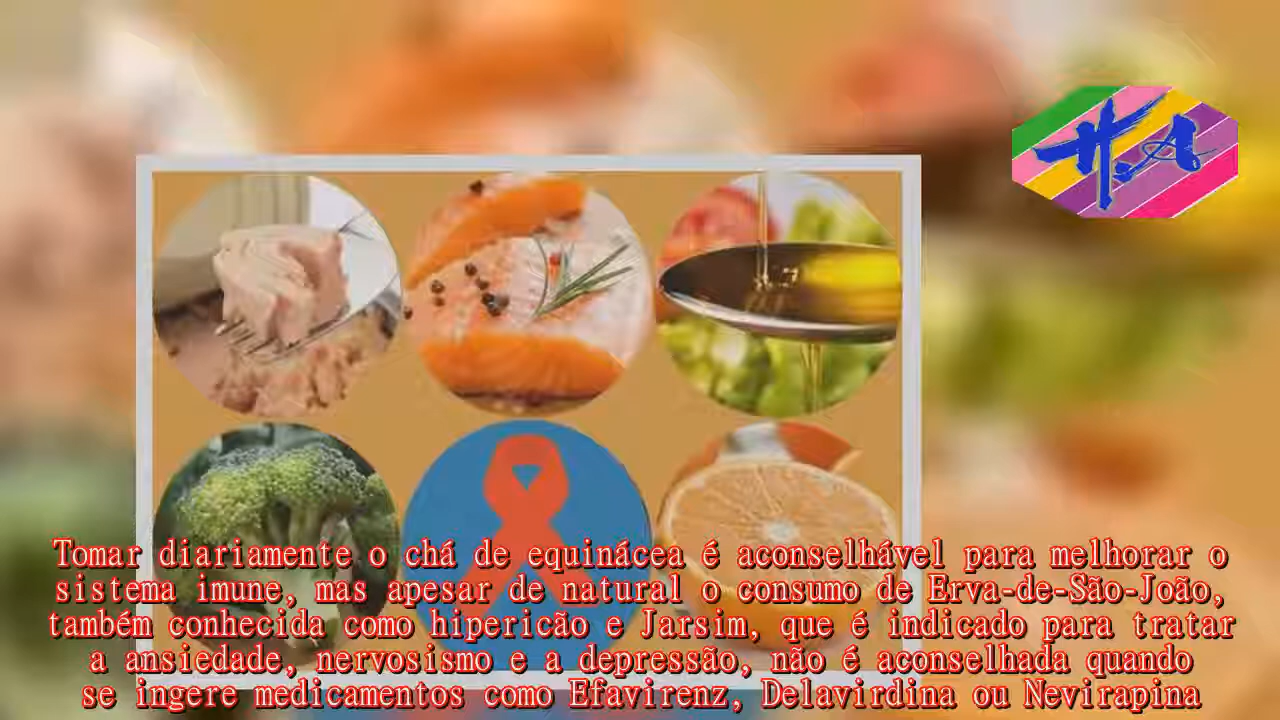 H.A
Tomar diariamente o chá de equinácea é aconselhável para melhorar o
sistema imune, mas apesar de natural o consumo de Erva-de-São-João,
também conhecida como hipericão e Jarsim, que é indicado para tratar
a ansiedade, nervosismo e a depressão, não é aconselhada quando
se ingere medicamentos como Efavirenz, Delavirdina ou Nevirapina